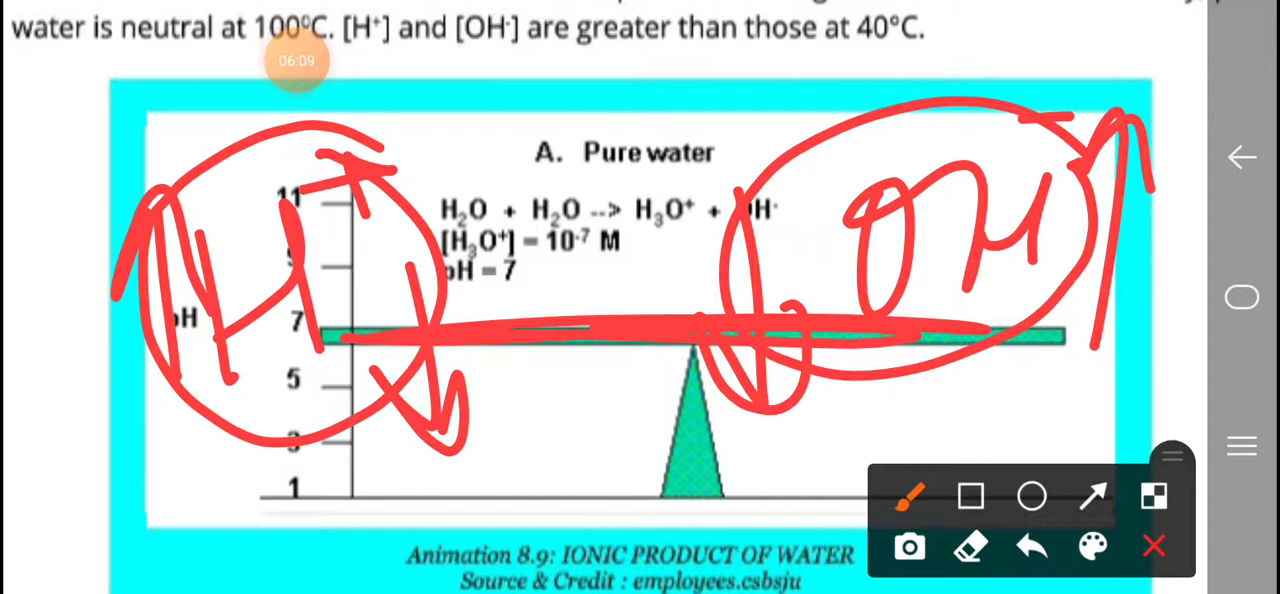 water is neutral at 100°C. [H⁺] and [OH⁻] are greater than those at 40°C.
06:09
A. Pure water
11
H₂O + H₂O --> H₃O⁺ + H⁻
[H₃O⁺] = 10⁻⁷ M
pH = 7
H⁺
OH⁻
pH
7
5
3
1
Animation 8.9: IONIC PRODUCT OF WATER
Source & Credit : employees.csbsju